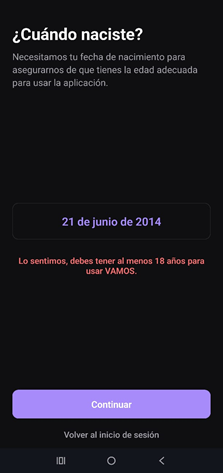 ¿Cuándo naciste?
Necesitamos tu fecha de nacimiento para
asegurarnos de que tienes la edad adecuada
para usar la aplicación.
21 de junio de 2014
Lo sentimos, debes tener al menos 18 años para
usar VAMOS.
Continuar
Volver al inicio de sesión